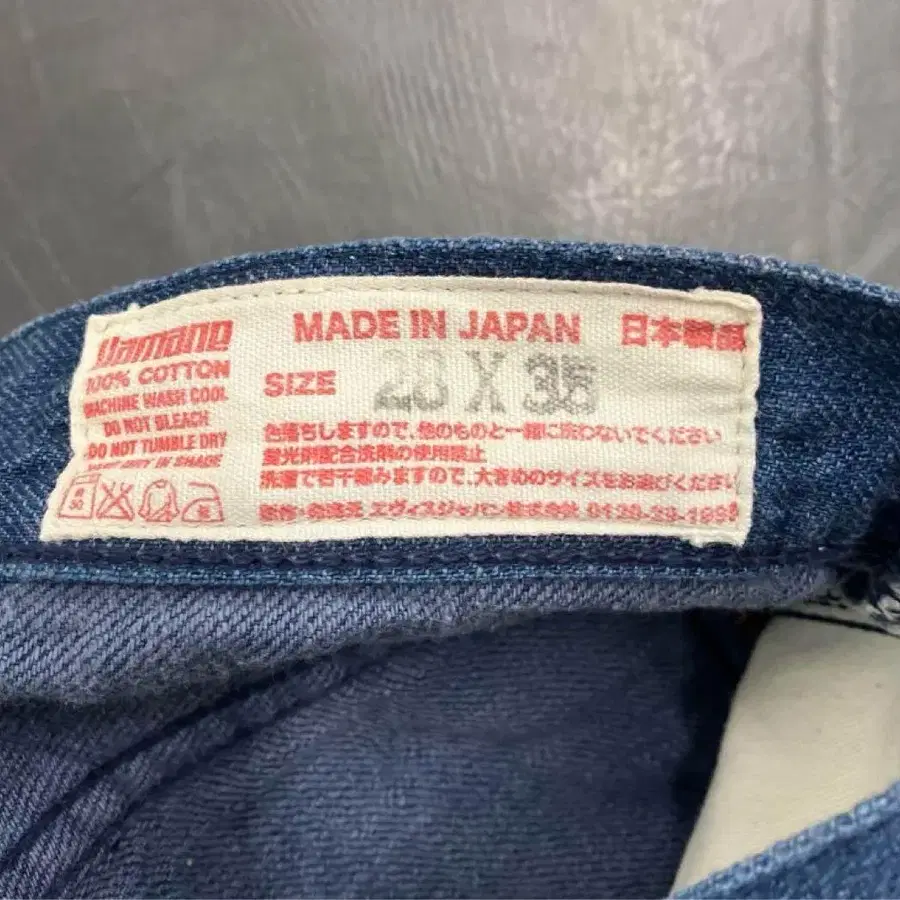 Yamane
100% COTTON
MACHINE WASH COOL
DO NOT BLEACH
DO NOT TUMBLE DRY
DRY IN SHADE
MADE IN JAPAN 日本製
SIZE 28 X 35
色落ちしますので、他のものと一緒に洗わないでください
蛍光剤配合洗剤の使用禁止
洗濯で若干縮みますので、大きめのサイズをお選びください
エヴィスジャパン株式会社